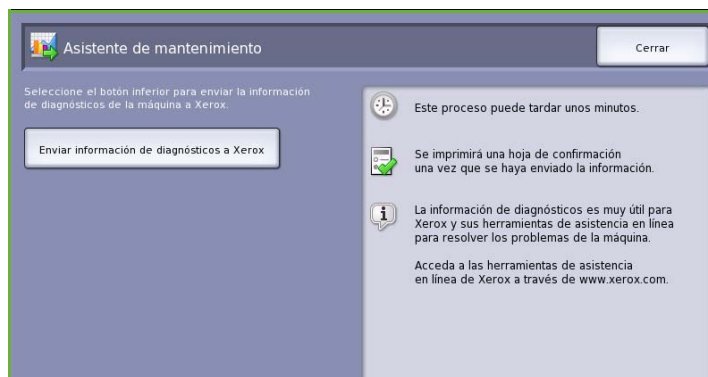 Asistente de mantenimiento
Cerrar
Seleccione el botón inferior para enviar la información
de diagnósticos de la máquina a Xerox.
Enviar información de diagnósticos a Xerox
Este proceso puede tardar unos minutos.
Se imprimirá una hoja de confirmación
una vez que se haya enviado la información.
La información de diagnósticos es muy útil para
Xerox y sus herramientas de asistencia en línea
para resolver los problemas de la máquina.
Acceda a las herramientas de asistencia
en línea de Xerox a través de www.xerox.com.